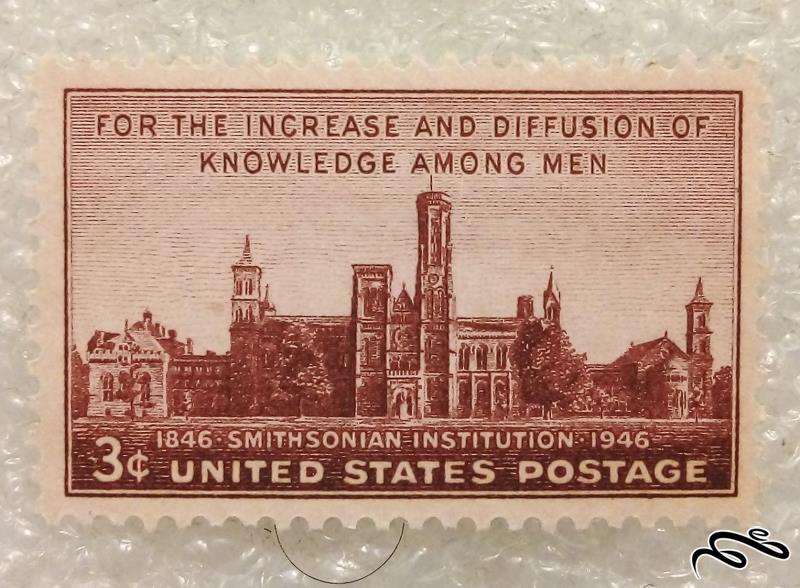 FOR THE INCREASE AND DIFFUSION OF
KNOWLEDGE AMONG MEN
1846·SMITHSONIAN INSTITUTION·1946
3¢ UNITED STATES POSTAGE